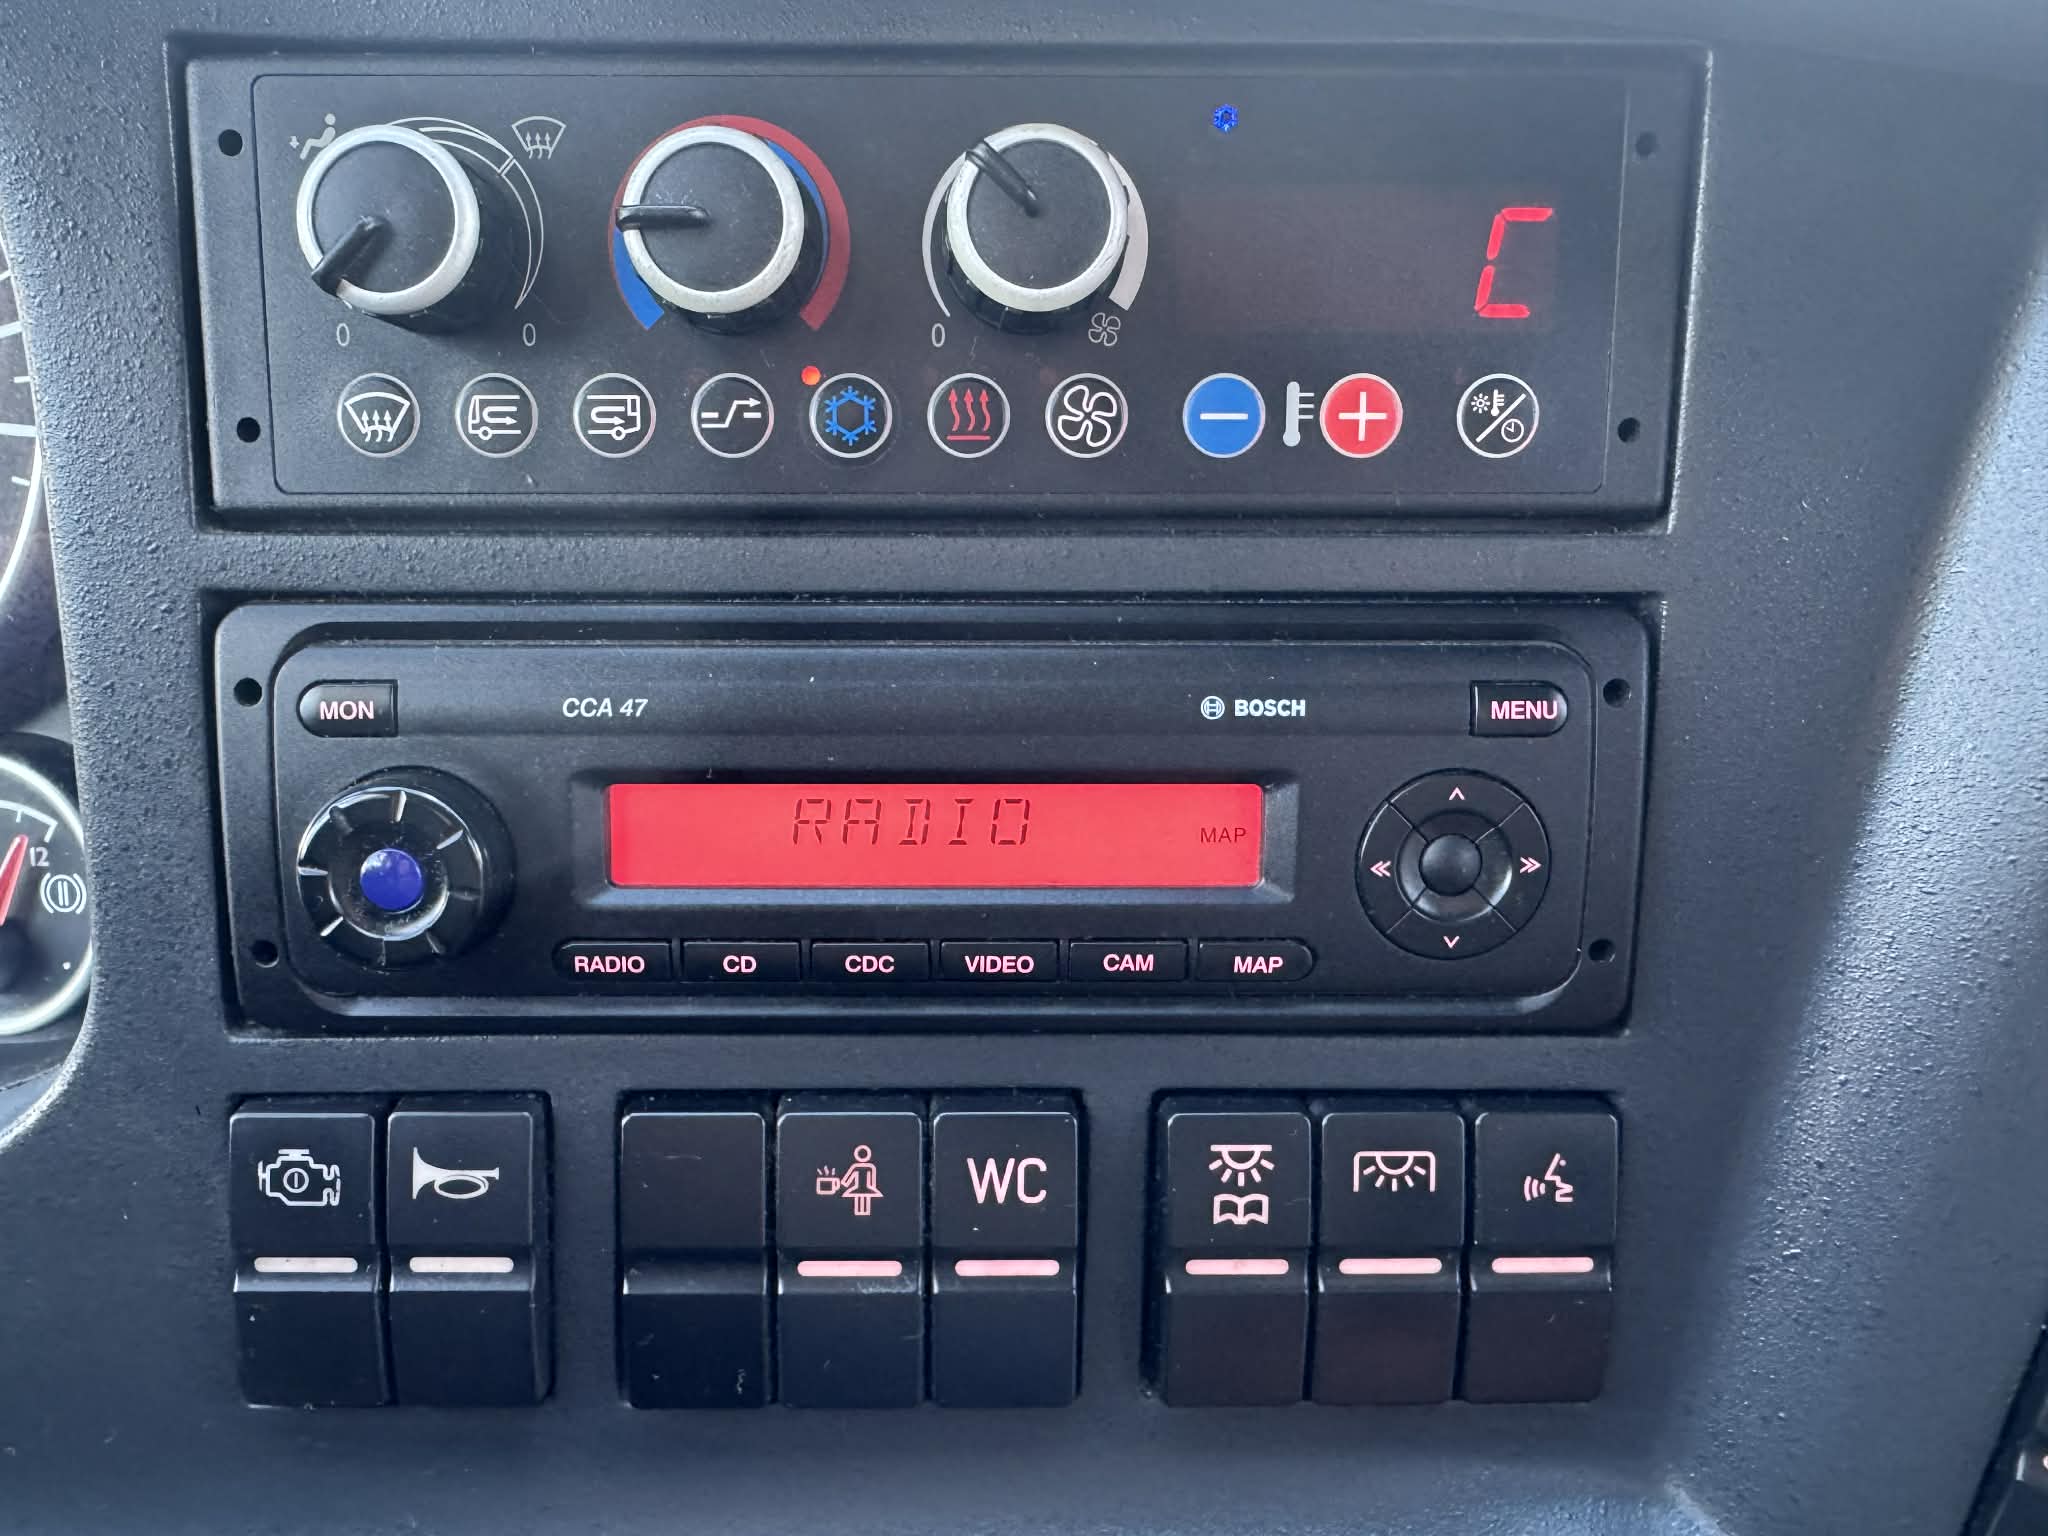 0 0 0
C
MON CCA 47 BOSCH MENU
RADIO
MAP
RADIO CD CDC VIDEO CAM MAP
12
WC